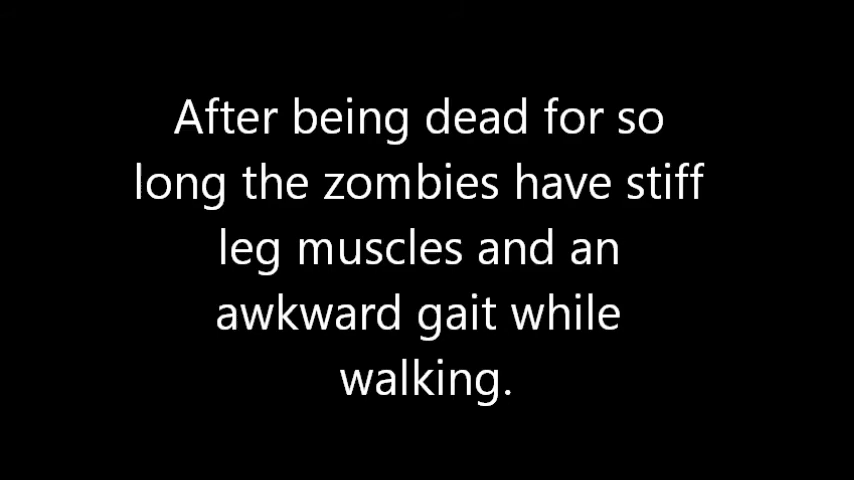 After being dead for so
long the zombies have stiff
leg muscles and an
awkward gait while
walking.